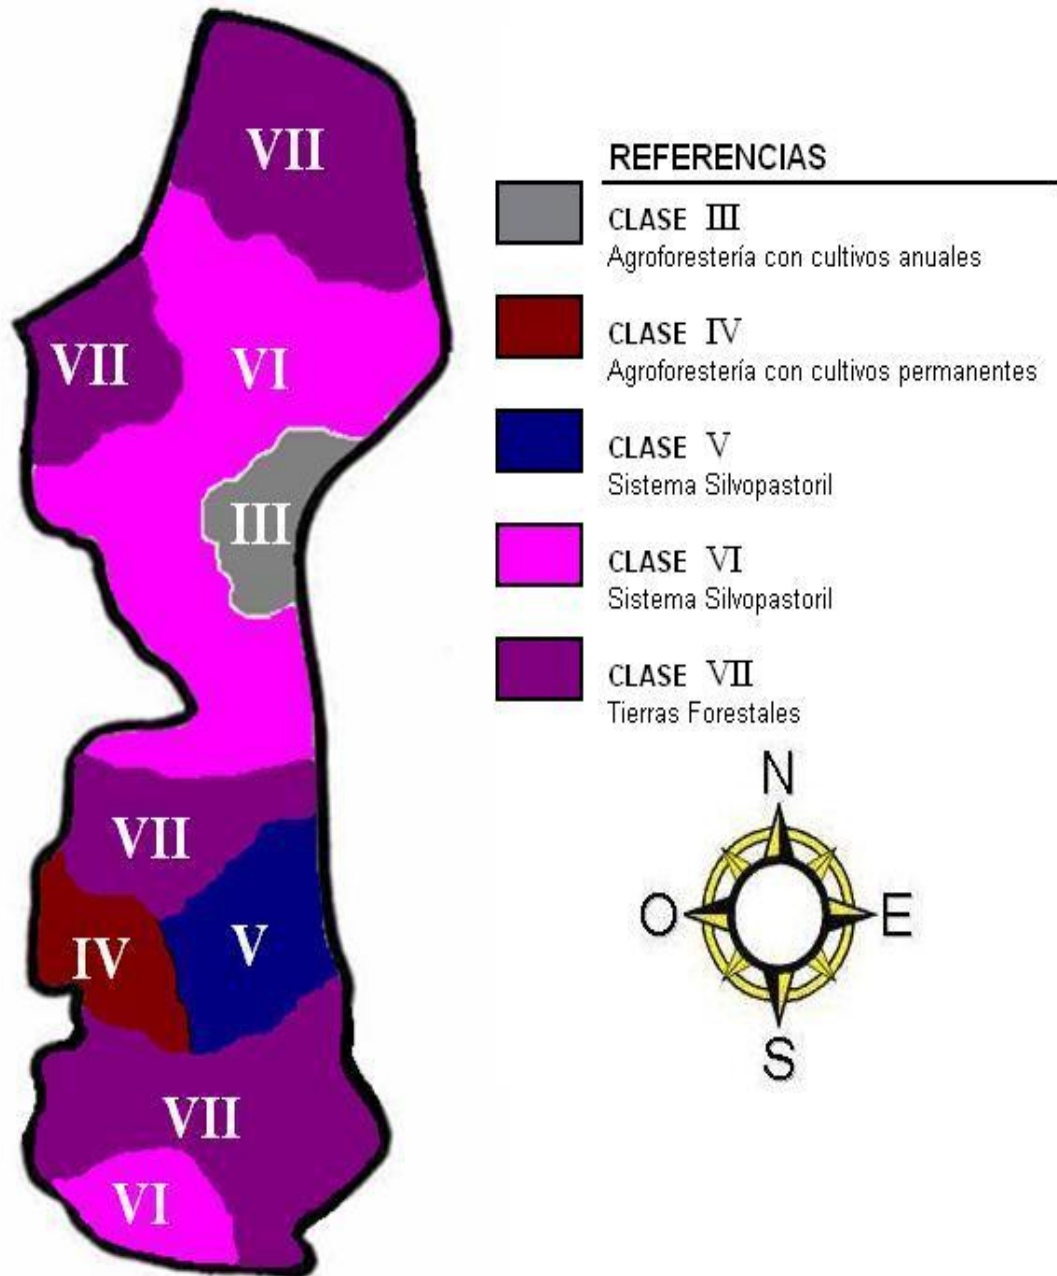 VII
VII
VI
III
VII
IV
V
VII
VI
REFERENCIAS
CLASE III
Agroforestería con cultivos anuales
CLASE IV
Agroforestería con cultivos permanentes
CLASE V
Sistema Silvopastoril
CLASE VI
Sistema Silvopastoril
CLASE VII
Tierras Forestales
N
O
E
S